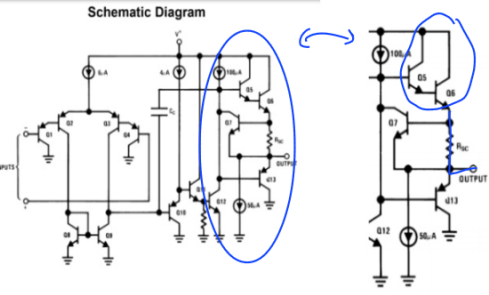 Schematic Diagram
V+
6μA
4μA
100μA
Q2
Q3
Q1
Q4
CC
Q5
Q6
Q7
RSC
OUTPUT
Q13
Q10
Q11
Q12
50μA
Q8
Q9
100μA
Q5
Q6
Q7
RSC
OUTPUT
Q13
Q12
50μA